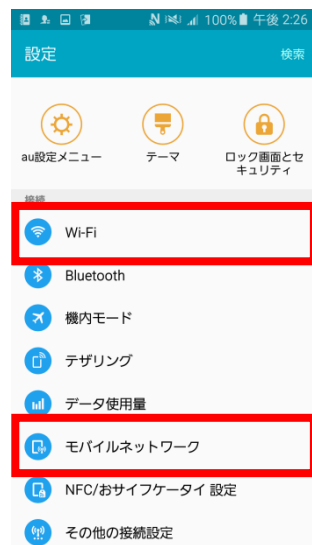 100% 午後 2:26
設定
検索
au設定メニュー
テーマ
ロック画面とセ
キュリティ
接続
Wi-Fi
Bluetooth
機内モード
テザリング
データ使用量
モバイルネットワーク
NFC/おサイフケータイ 設定
その他の接続設定